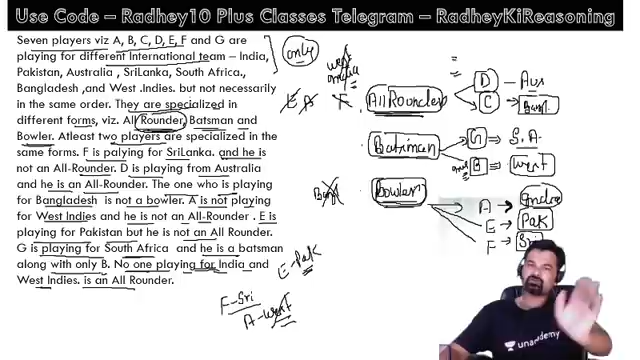 Use Code – Radhey10 Plus Classes Telegram – RadheyKiReasoning
Seven players viz A, B, C, D, E, F and G are
playing for different International team – India,
Pakistan, Australia , SriLanka, South Africa.,
Bangladesh ,and West .Indies. but not necessarily
in the same order. They are specialized in
different forms, viz. All Rounder, Batsman and
Bowler. Atleast two players are specialized in the
same forms. F is palying for SriLanka. and he is
not an All-Rounder. D is playing from Australia
and he is an All-Rounder. The one who is playing
for Bangladesh is not a bowler. A is not playing
for West Indies and he is not an All-Rounder . E is
playing for Pakistan but he is not an All Rounder.
G is playing for South Africa and he is a batsman
along with only B. No one playing for India and
West Indies. is an All Rounder.
only
west
E A F
All Rounder
D – Aus
C → Bang.
Batsman
G ⇒ S.A
B ⇒ West
Bang
Bowler
A → India
E → Pak
F → Sri
E - Pak
F – Sri
A – West
unacademy